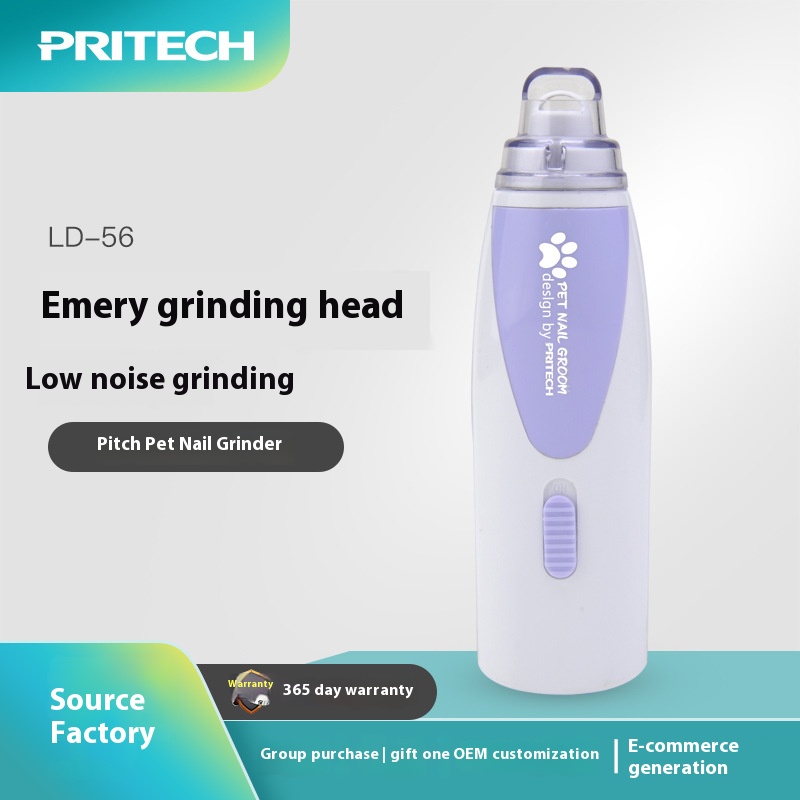 PRITECH
LD-56
Emery grinding head
Low noise grinding
Pitch Pet Nail Grinder
PET NAIL GROOM
design by PRITECH
Warranty
365 day warranty
Source
Factory
Group purchase | gift one OEM customization
E-commerce
generation